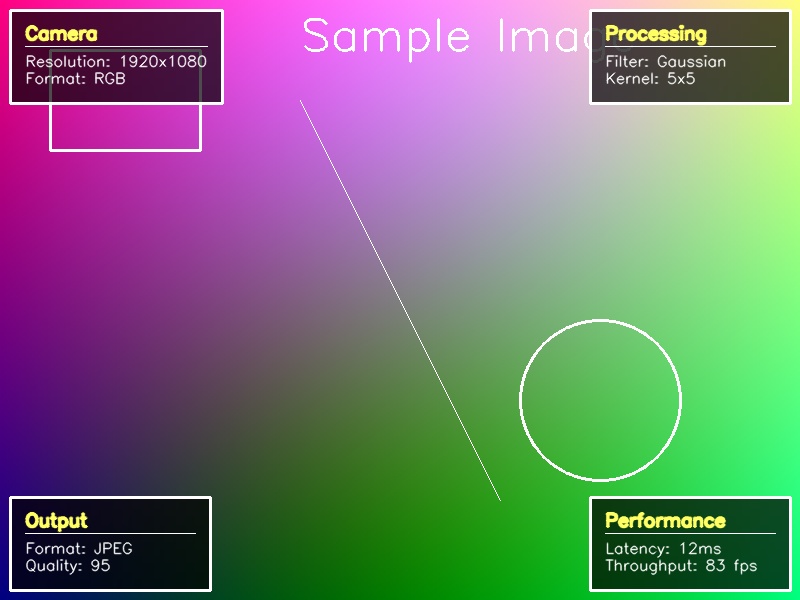 Sample Image
Camera
Resolution: 1920x1080
Format: RGB
Processing
Filter: Gaussian
Kernel: 5x5
Output
Format: JPEG
Quality: 95
Performance
Latency: 12ms
Throughput: 83 fps